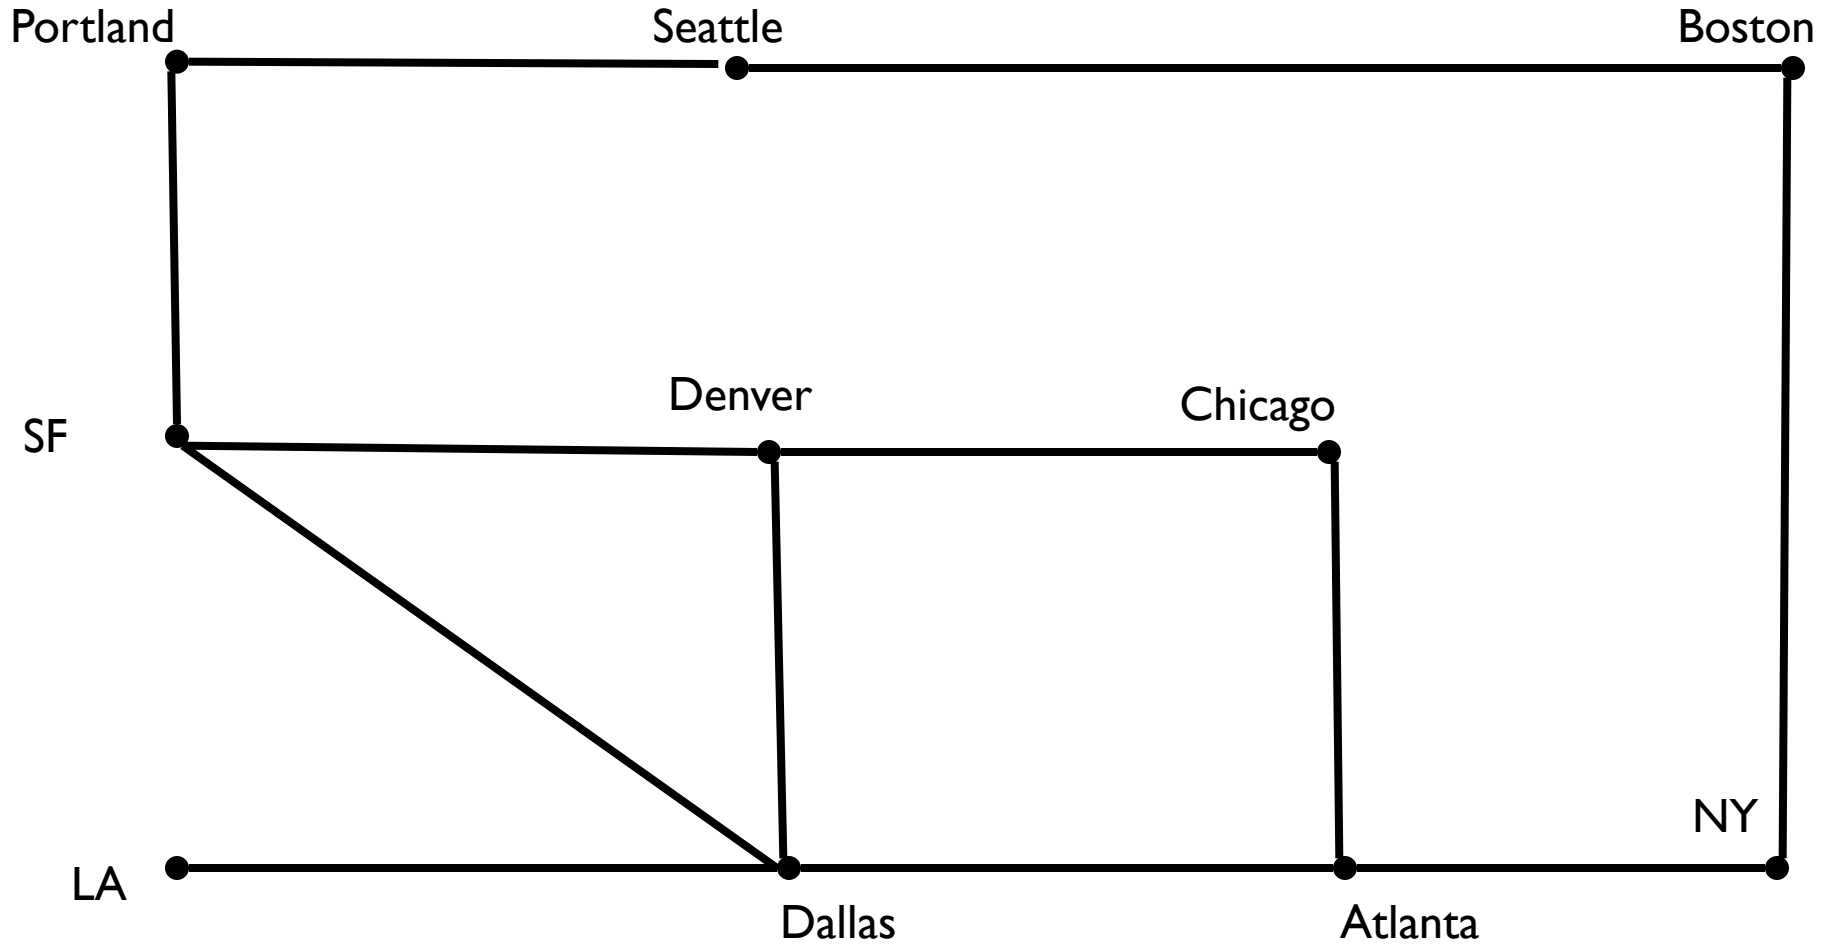 Portland
Seattle
Boston
Denver
Chicago
SF
NY
LA
Dallas
Atlanta